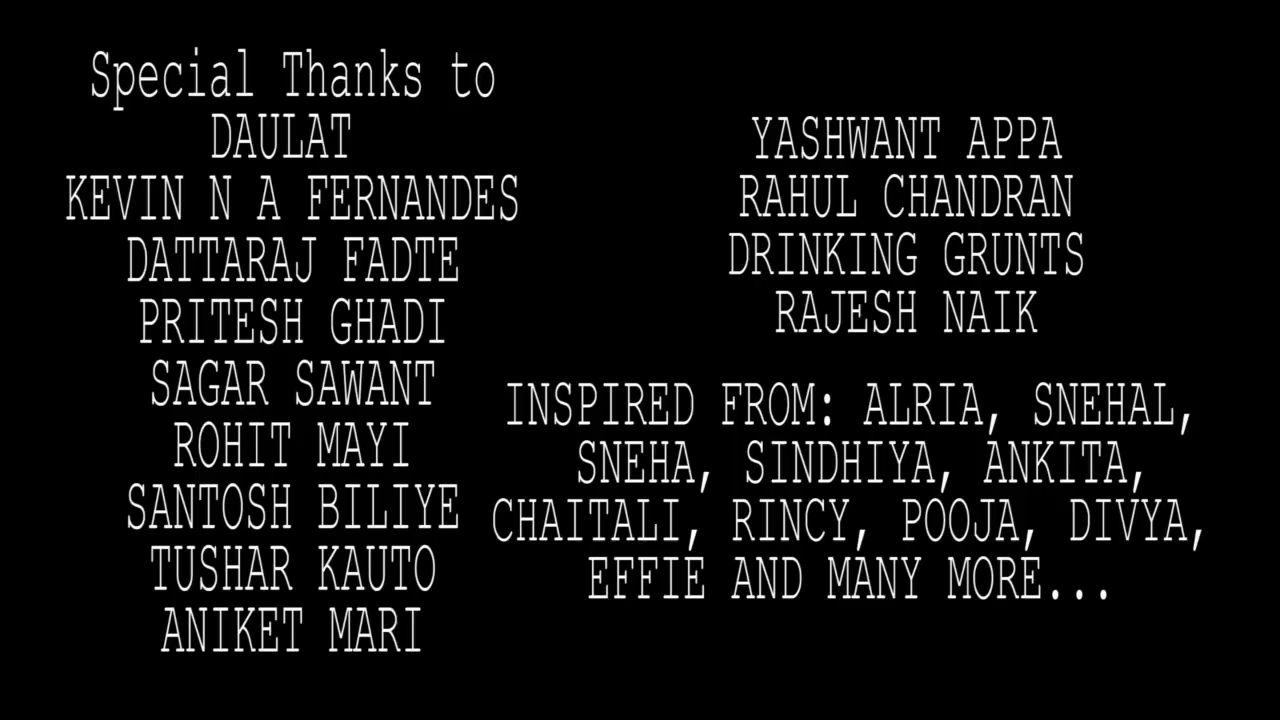 Special Thanks to
DAULAT
KEVIN N A FERNANDES
DATTARAJ FADTE
PRITESH GHADI
SAGAR SAWANT
ROHIT MAYI
SANTOSH BILIYE
TUSHAR KAUTO
ANIKET MARI
YASHWANT APPA
RAHUL CHANDRAN
DRINKING GRUNTS
RAJESH NAIK
INSPIRED FROM: ALRIA, SNEHAL,
SNEHA, SINDHIYA, ANKITA,
CHAITALI, RINCY, POOJA, DIVYA,
EFFIE AND MANY MORE...